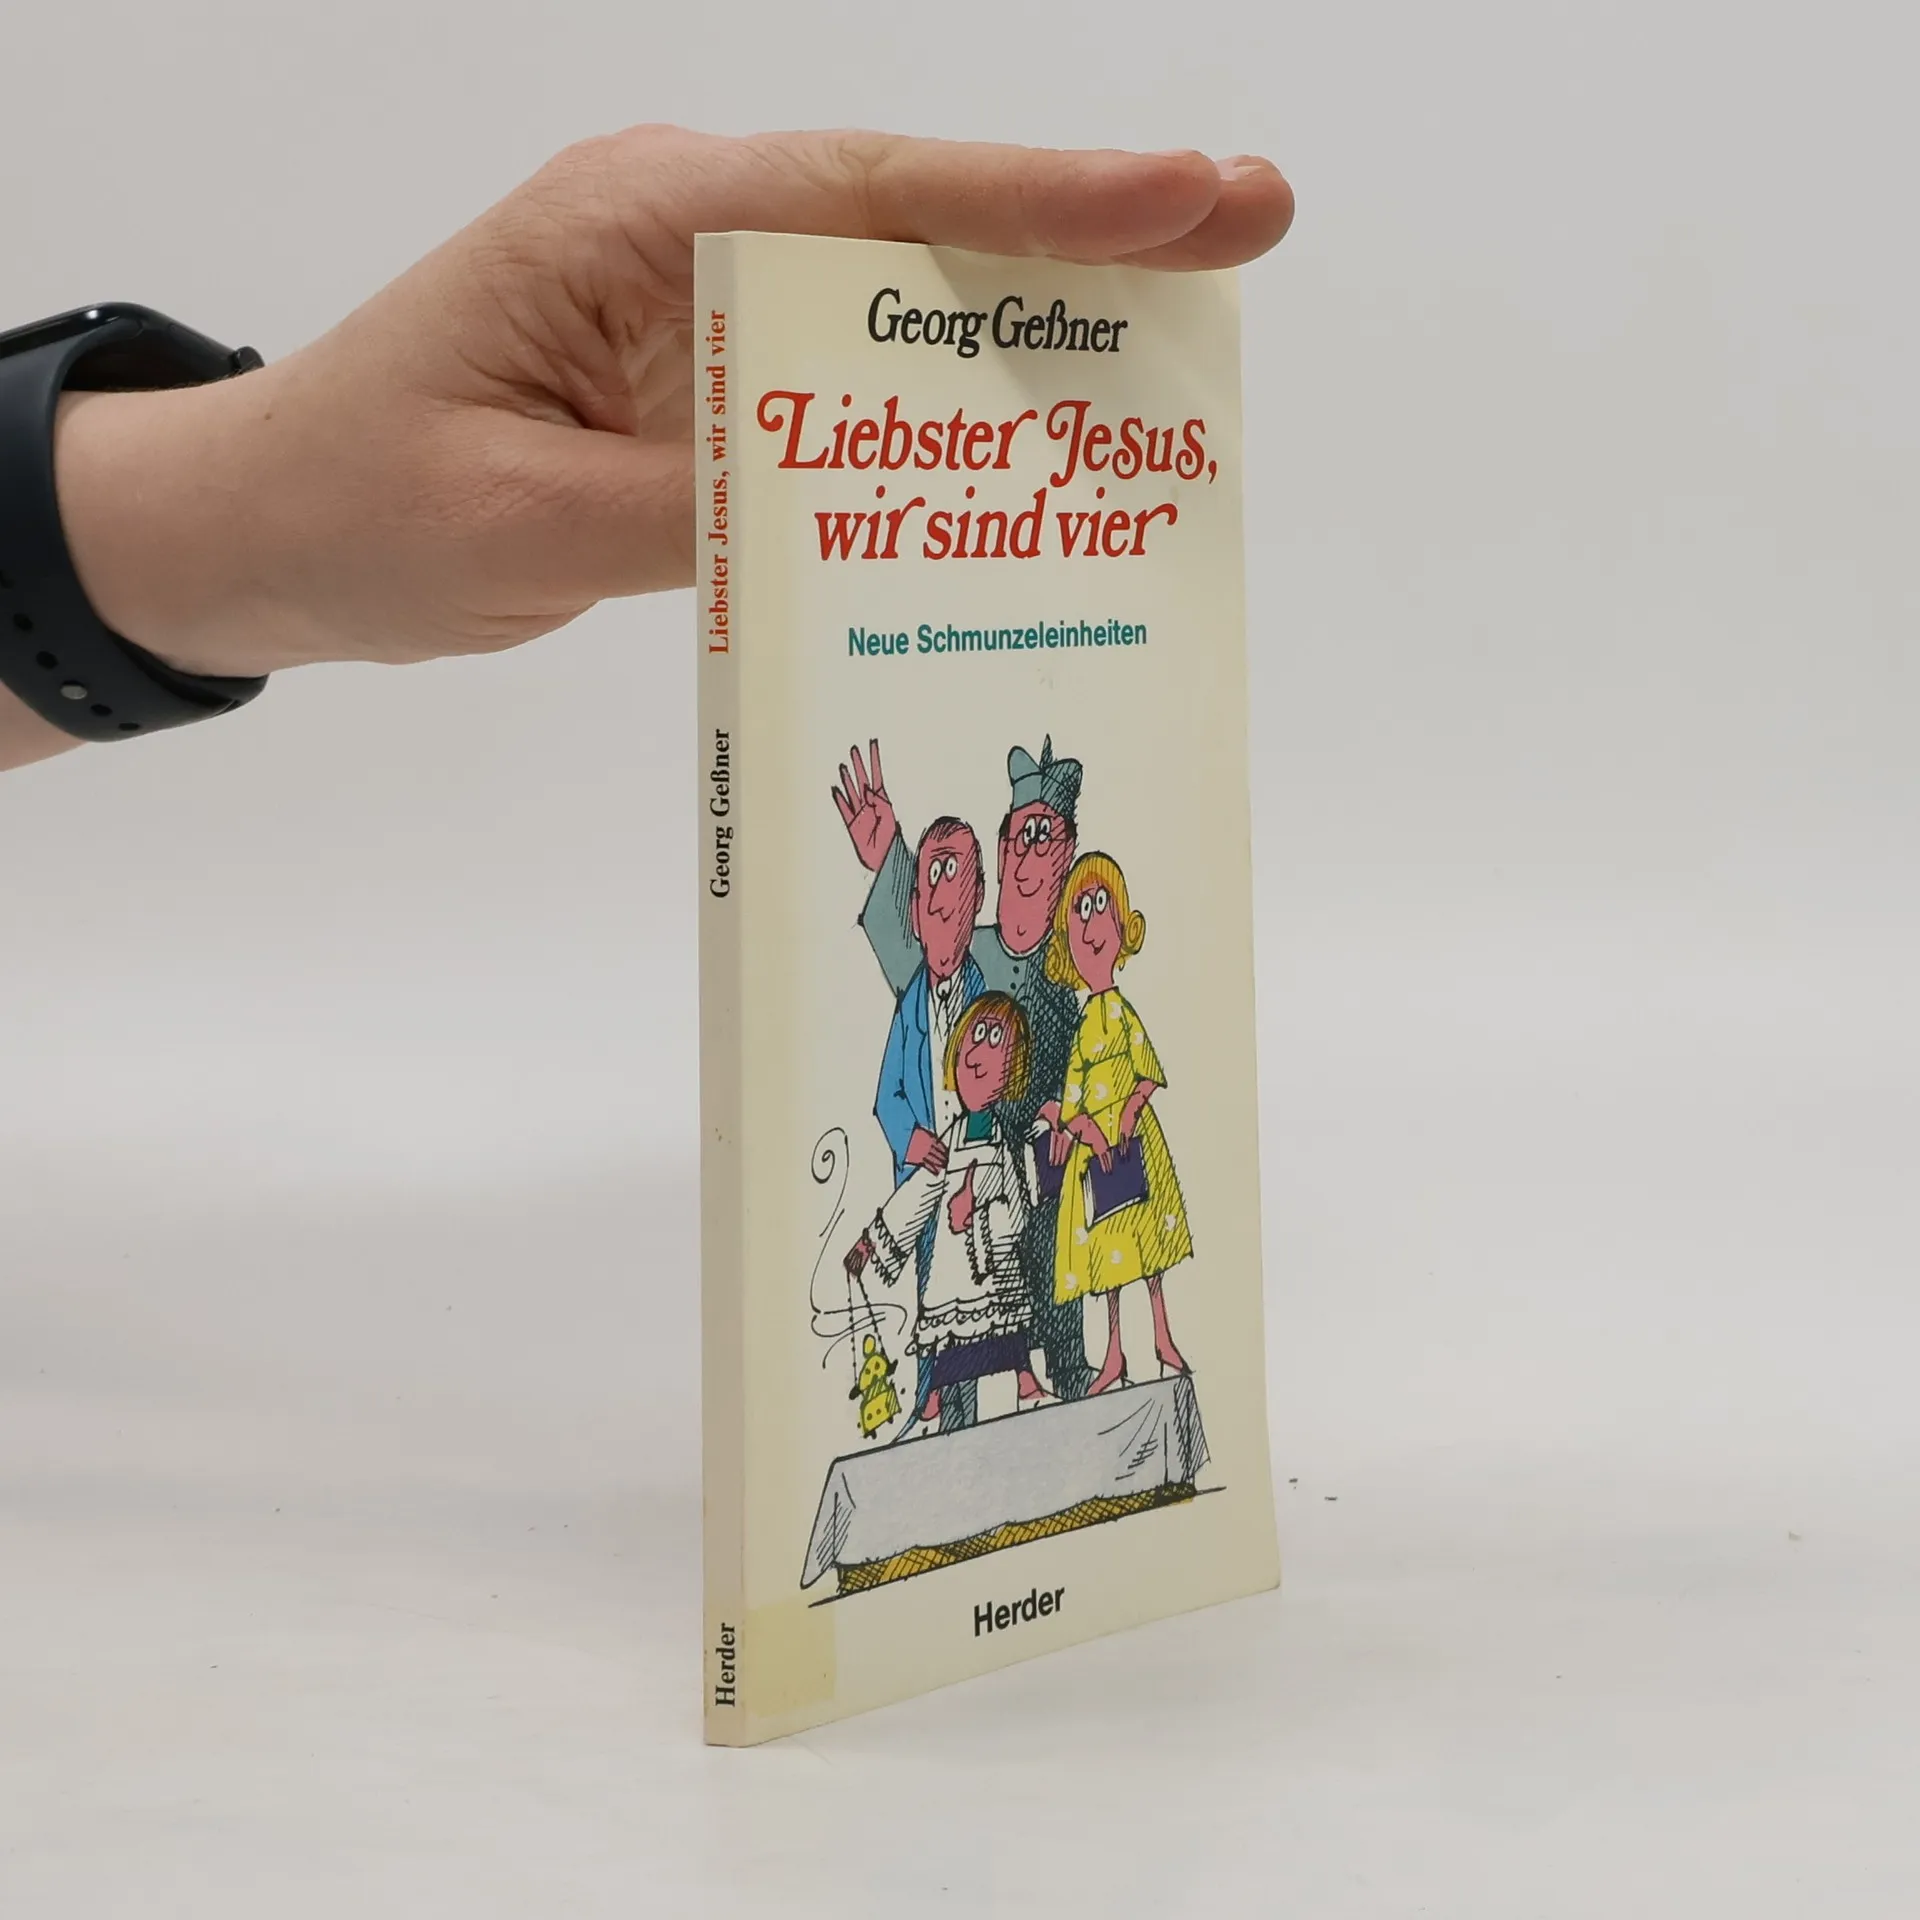 Georg Geßner
Liebster Jesus,
wir sind vier
Neue Schmunzeleinheiten
Herder
Liebster Jesus, wir sind vier
Georg Geßner
Herder